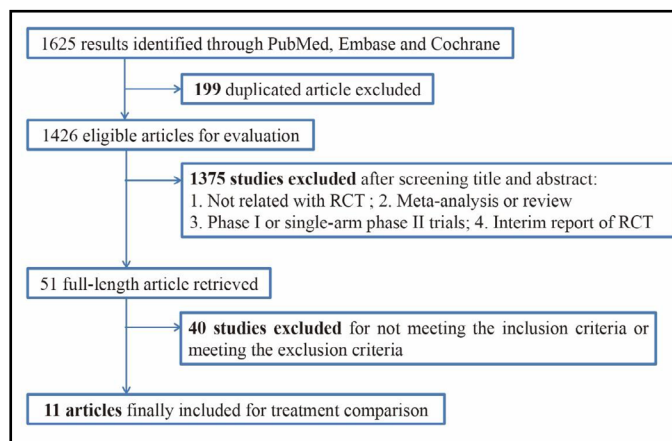 1625 results identified through PubMed, Embase and Cochrane
199 duplicated article excluded
1426 eligible articles for evaluation
1375 studies excluded after screening title and abstract:
1. Not related with RCT ; 2. Meta-analysis or review
3. Phase I or single-arm phase II trials; 4. Interim report of RCT
51 full-length article retrieved
40 studies excluded for not meeting the inclusion criteria or
meeting the exclusion criteria
11 articles finally included for treatment comparison